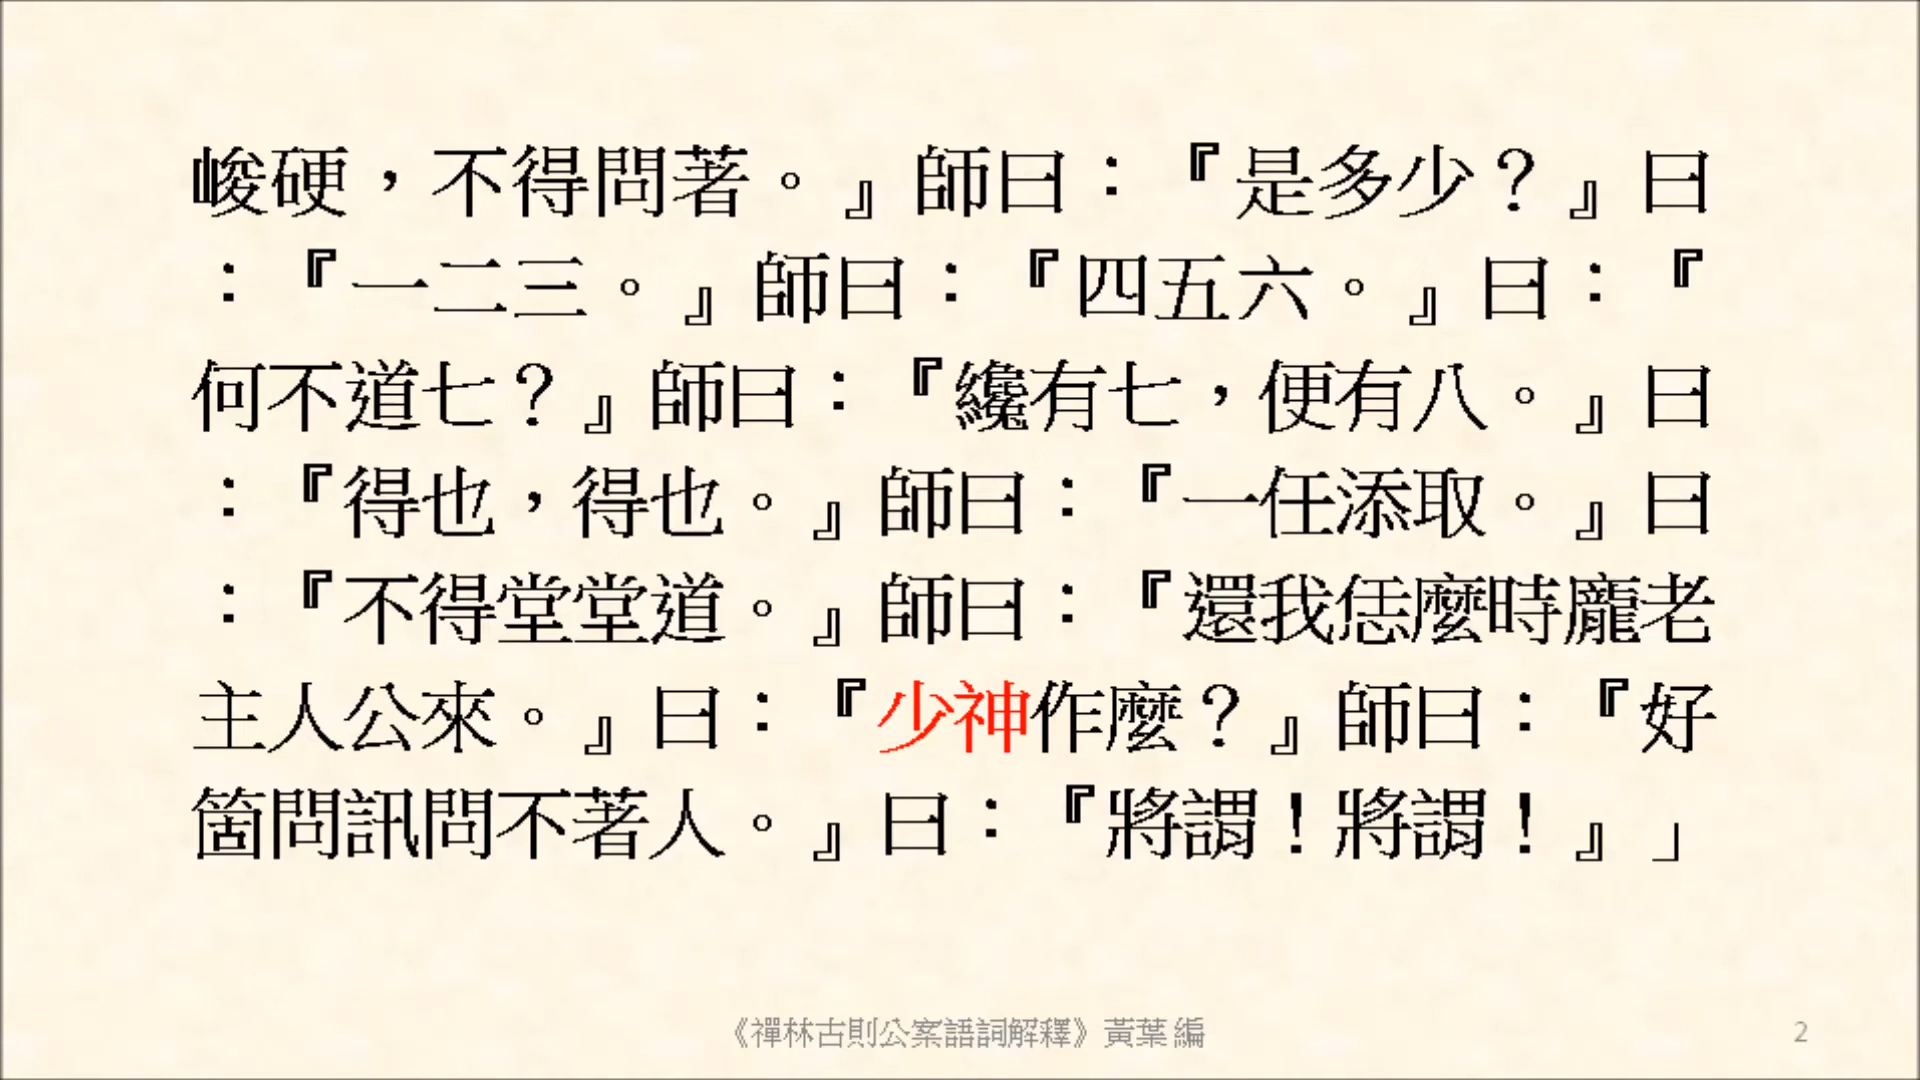 峻硬，不得問著。』師曰：『是多少？』曰
：『一二三。』師曰：『四五六。』曰：『
何不道七？』師曰：『纔有七，便有八。』曰
：『得也，得也。』師曰：『一任添取。』曰
：『不得堂堂道。』師曰：『還我恁麼時龐老
主人公來。』曰：『少神作麼？』師曰：『好
箇問訊問不著人。』曰：『將謂！將謂！』」
《禪林古則公案語詞解釋》黃葉 編
2